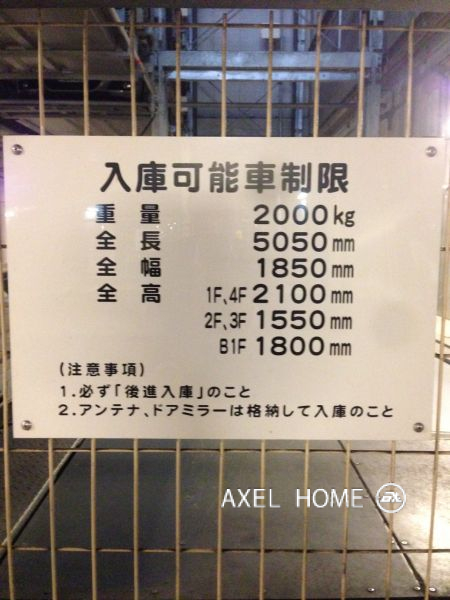 入庫可能車制限
重量 2000kg
全長 5050mm
全幅 1850mm
全高 1F、4F 2100mm
2F、3F 1550mm
B1F 1800mm
(注意事項)
1.必ず「後進入庫」のこと
2.アンテナ、ドアミラーは格納して入庫のこと
AXEL HOME